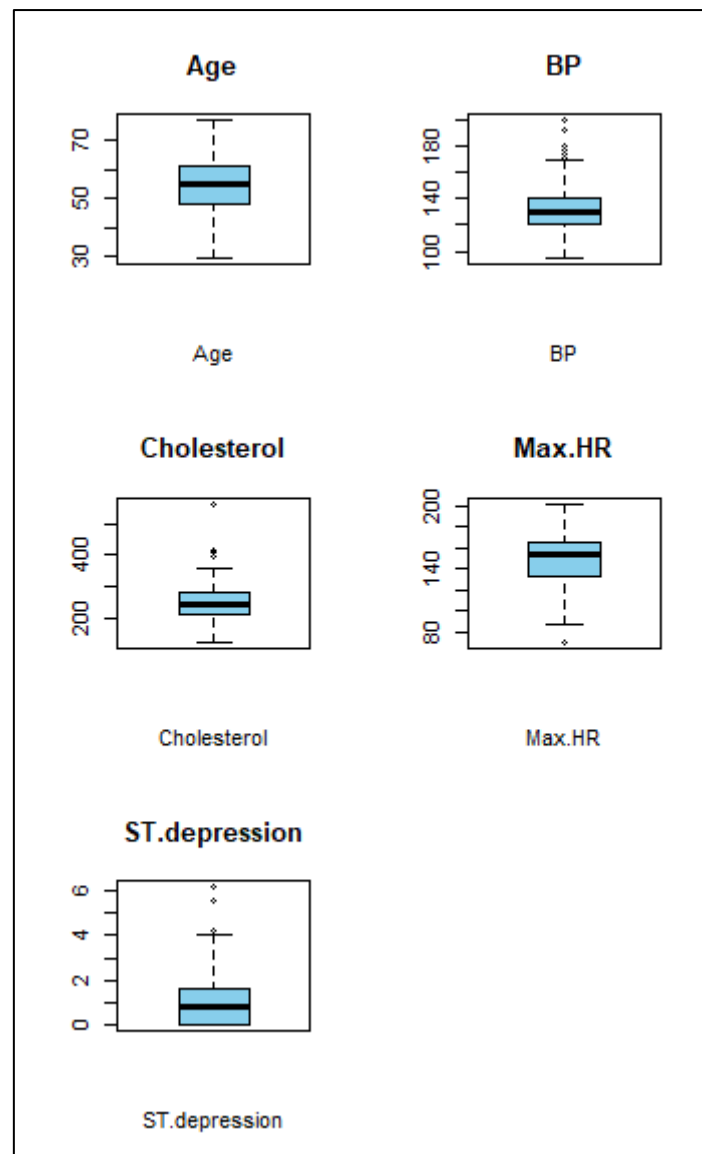 Age
70
50
30
Age
BP
180
140
100
BP
Cholesterol
400
200
Cholesterol
Max.HR
200
140
80
Max.HR
ST.depression
6
4
2
0
ST.depression